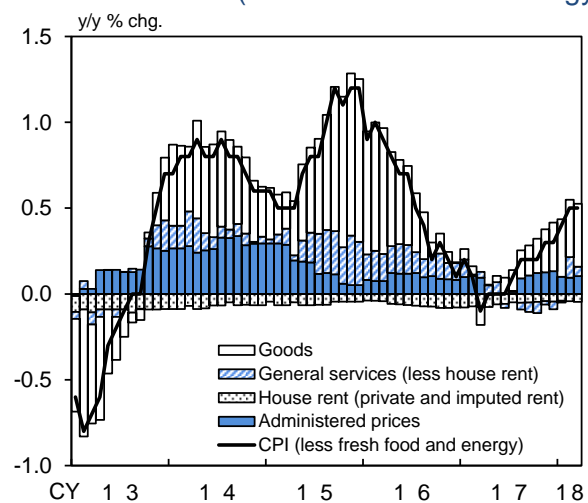 y/y % chg.
1.5
1.0
0.5
0.0
-0.5
-1.0
Goods
General services (less house rent)
House rent (private and imputed rent)
Administered prices
CPI (less fresh food and energy)
CY 13 14 15 16 17 18